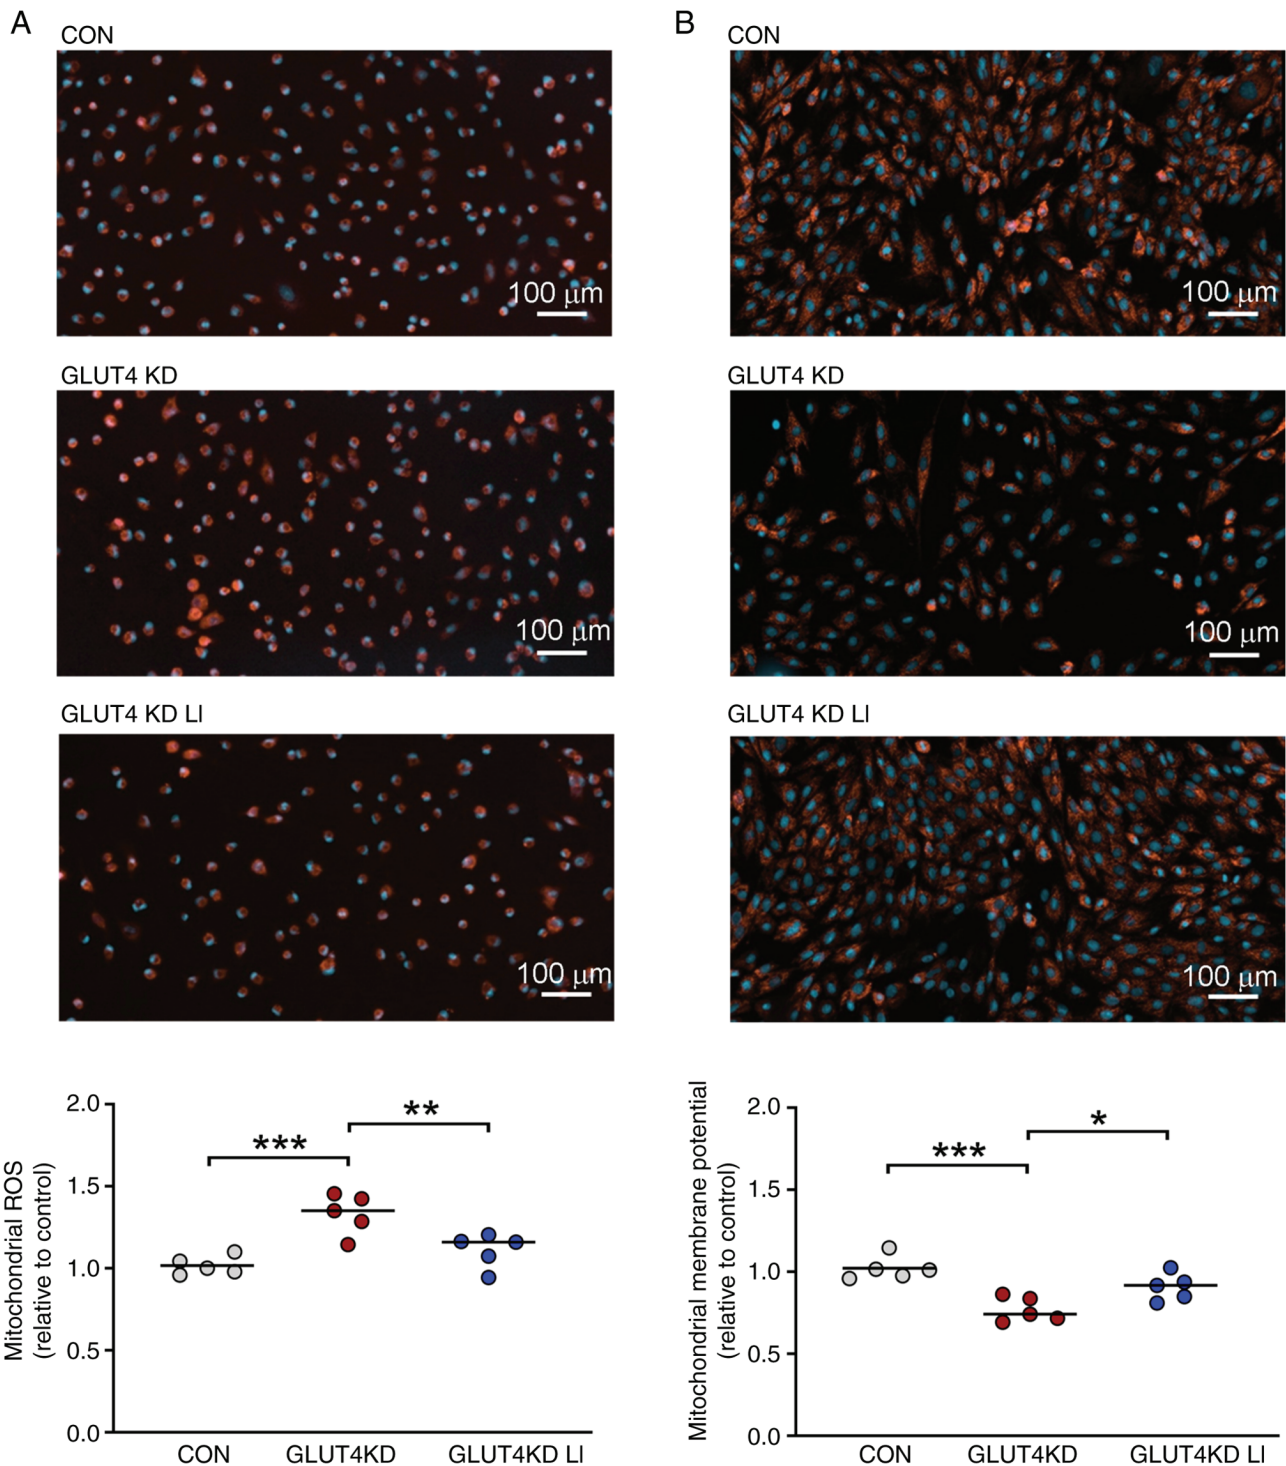 A
CON
100 μm
GLUT4 KD
100 μm
GLUT4 KD LI
100 μm
2.0
1.5
1.0
0.5
0.0
Mitochondrial ROS
(relative to control)
***
**
CON
GLUT4KD
GLUT4KD LI
B
CON
100 μm
GLUT4 KD
100 μm
GLUT4 KD LI
100 μm
2.0
1.5
1.0
0.5
0.0
Mitochondrial membrane potential
(relative to control)
***
*
CON
GLUT4KD
GLUT4KD LI